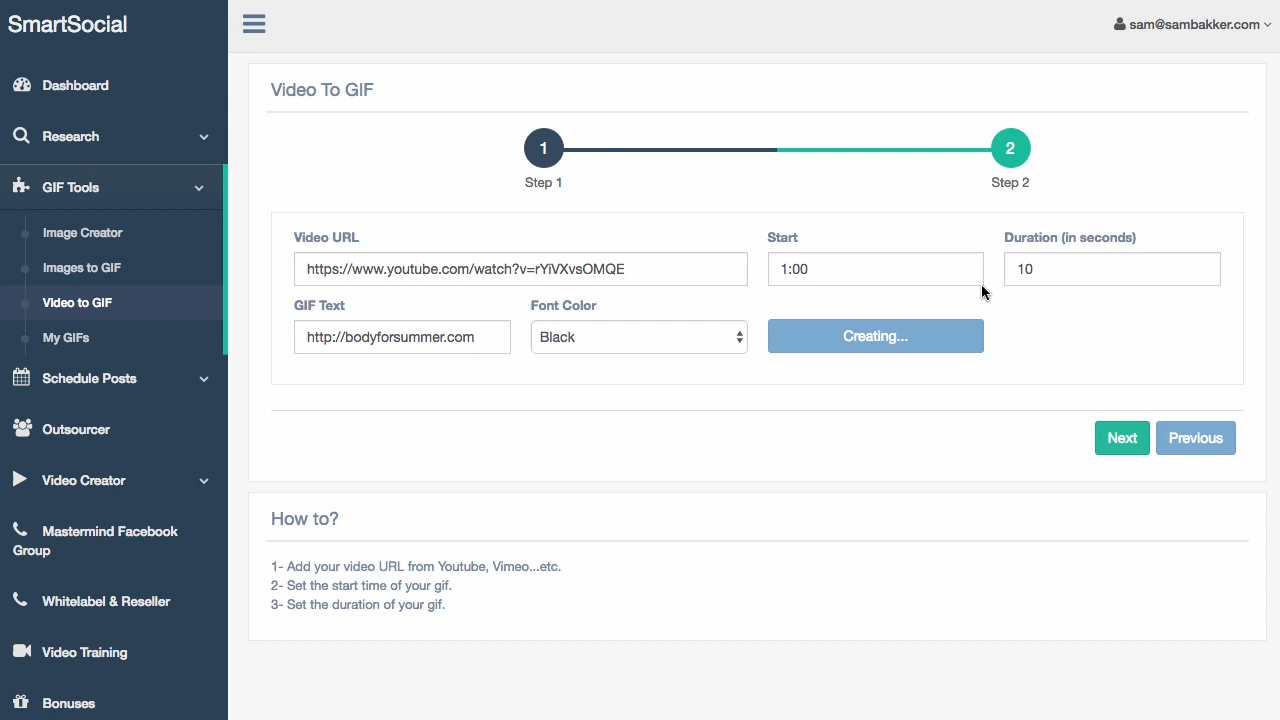 SmartSocial
sam@sambakker.com
Dashboard
Research
GIF Tools
Image Creator
Images to GIF
Video to GIF
My GIFs
Schedule Posts
Outsourcer
Video Creator
Mastermind Facebook
Group
Whitelabel & Reseller
Video Training
Bonuses
Video To GIF
1
2
Step 1
Step 2
Video URL
Start
Duration (in seconds)
https://www.youtube.com/watch?v=rYiVXvsOMQE
1:00
10
GIF Text
Font Color
http://bodyforsummer.com
Black
Creating...
Next
Previous
How to?
1- Add your video URL from Youtube, Vimeo...etc.
2- Set the start time of your gif.
3- Set the duration of your gif.